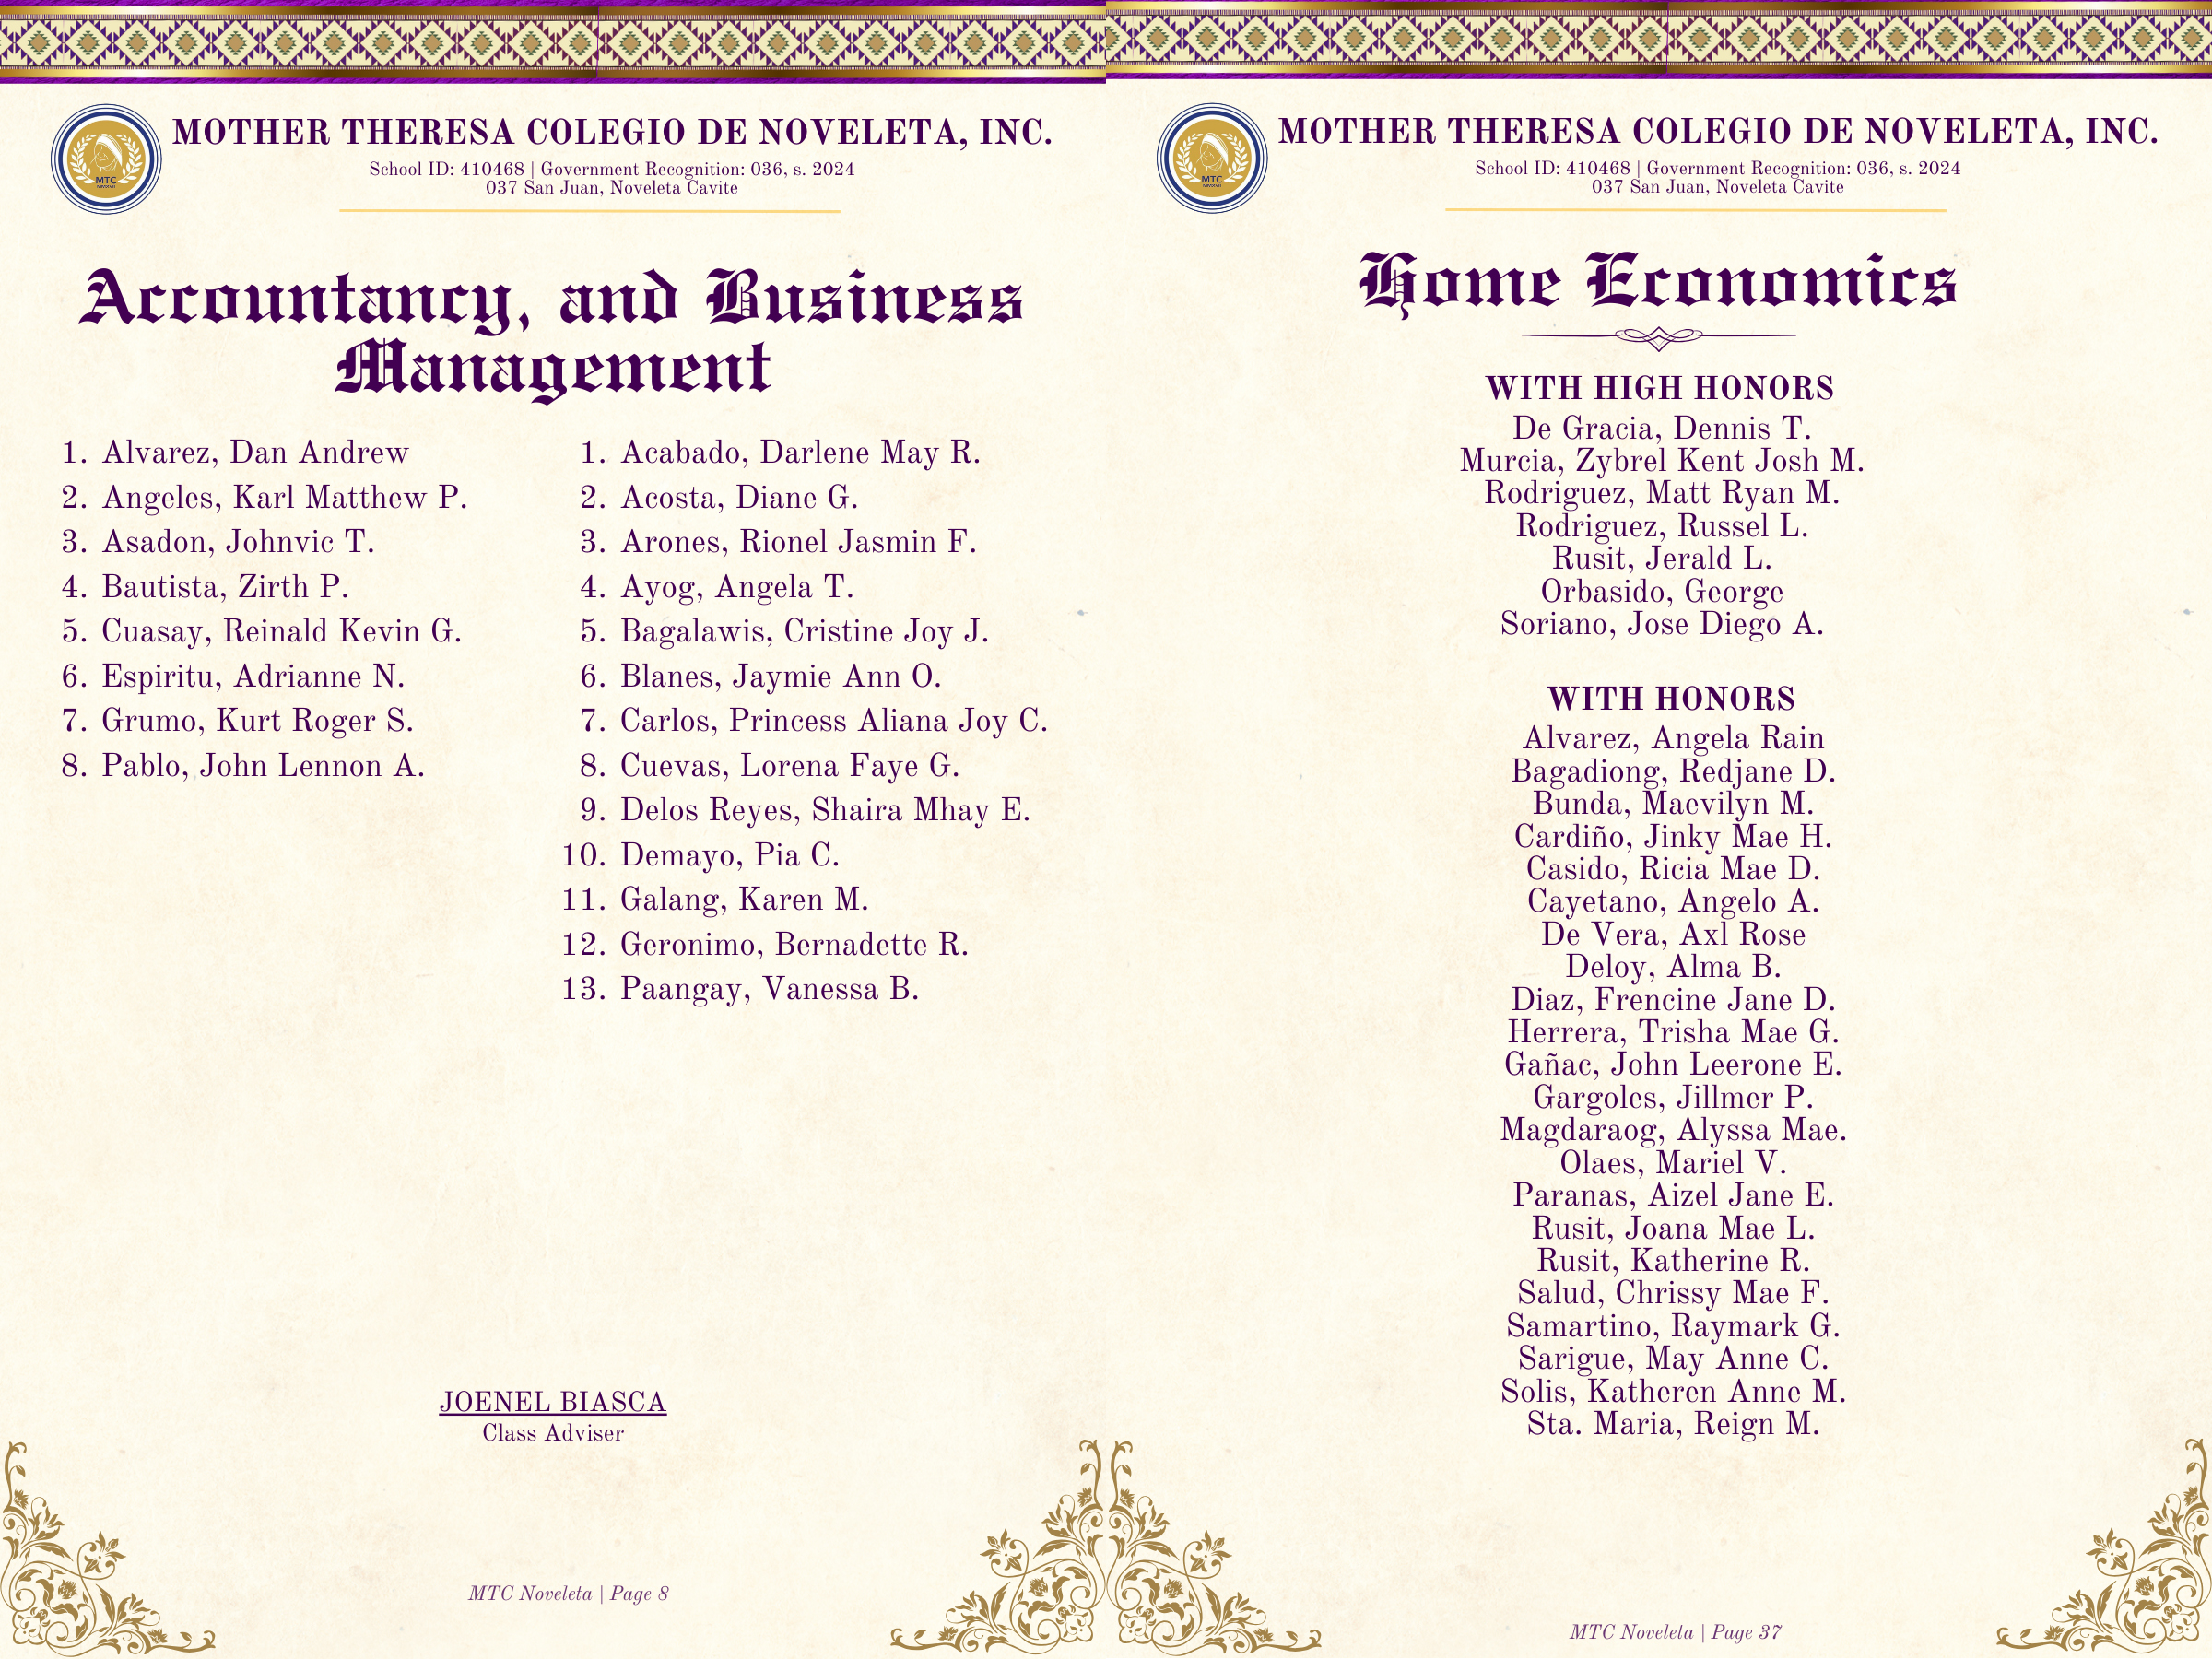 MTC
MOTHER THERESA COLEGIO DE NOVELETA, INC.
School ID: 410468 | Government Recognition: 036, s. 2024
037 San Juan, Noveleta Cavite
Accountancy, and Business
Management
1. Alvarez, Dan Andrew
2. Angeles, Karl Matthew P.
3. Asadon, Johnvic T.
4. Bautista, Zirth P.
5. Cuasay, Reinald Kevin G.
6. Espiritu, Adrianne N.
7. Grumo, Kurt Roger S.
8. Pablo, John Lennon A.
1. Acabado, Darlene May R.
2. Acosta, Diane G.
3. Arones, Rionel Jasmin F.
4. Ayog, Angela T.
5. Bagalawis, Cristine Joy J.
6. Blanes, Jaymie Ann O.
7. Carlos, Princess Aliana Joy C.
8. Cuevas, Lorena Faye G.
9. Delos Reyes, Shaira Mhay E.
10. Demayo, Pia C.
11. Galang, Karen M.
12. Geronimo, Bernadette R.
13. Paangay, Vanessa B.
JOENEL BIASCA
Class Adviser
MTC Noveleta | Page 8
MTC
MOTHER THERESA COLEGIO DE NOVELETA, INC.
School ID: 410468 | Government Recognition: 036, s. 2024
037 San Juan, Noveleta Cavite
Home Economics
WITH HIGH HONORS
De Gracia, Dennis T.
Murcia, Zybrel Kent Josh M.
Rodriguez, Matt Ryan M.
Rodriguez, Russel L.
Rusit, Jerald L.
Orbasido, George
Soriano, Jose Diego A.
WITH HONORS
Alvarez, Angela Rain
Bagadiong, Redjane D.
Bunda, Maevilyn M.
Cardiño, Jinky Mae H.
Casido, Ricia Mae D.
Cayetano, Angelo A.
De Vera, Axl Rose
Deloy, Alma B.
Diaz, Frencine Jane D.
Herrera, Trisha Mae G.
Gañac, John Leerone E.
Gargoles, Jillmer P.
Magdaraog, Alyssa Mae.
Olaes, Mariel V.
Paranas, Aizel Jane E.
Rusit, Joana Mae L.
Rusit, Katherine R.
Salud, Chrissy Mae F.
Samartino, Raymark G.
Sarigue, May Anne C.
Solis, Katheren Anne M.
Sta. Maria, Reign M.
MTC Noveleta | Page 37